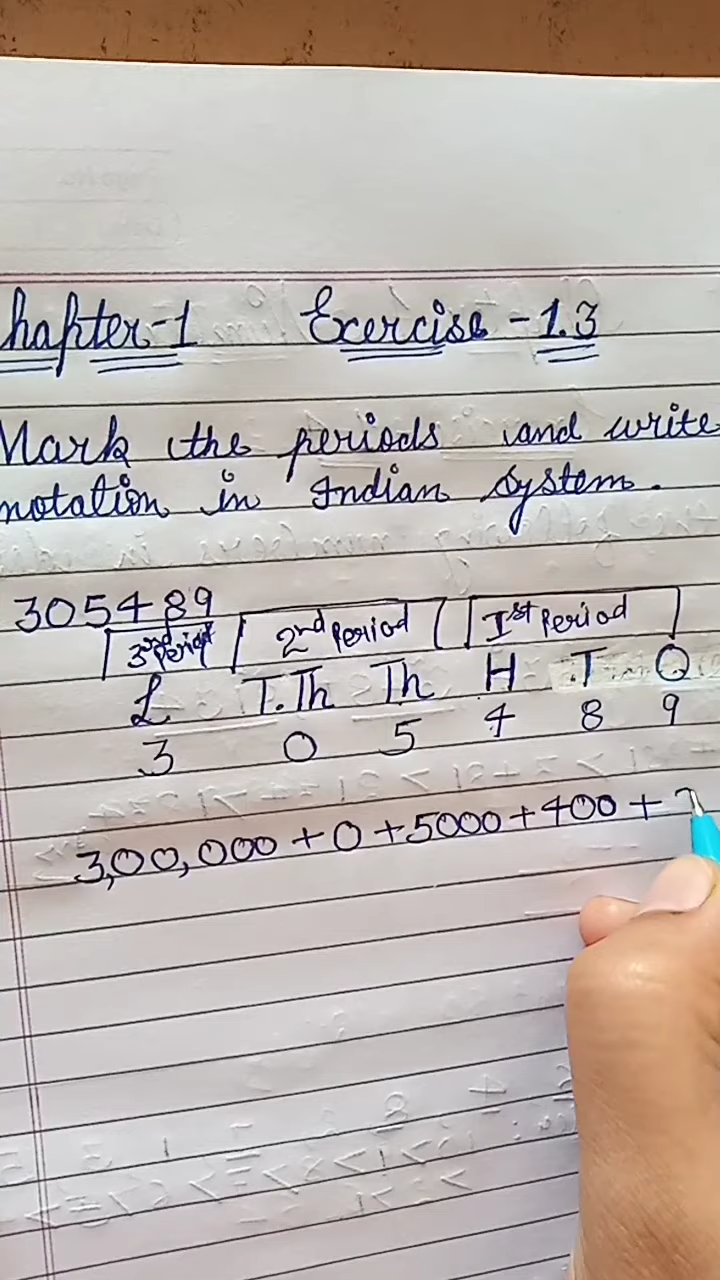 hapter-1 Exercise - 1.3
Mark the periods and write
notation in Indian System.
305489
3rd Period 2nd Period Ist Period
L T.Th Th H T O
3 0 5 4 8 9
3,00,000 + 0 + 5000 + 400 +